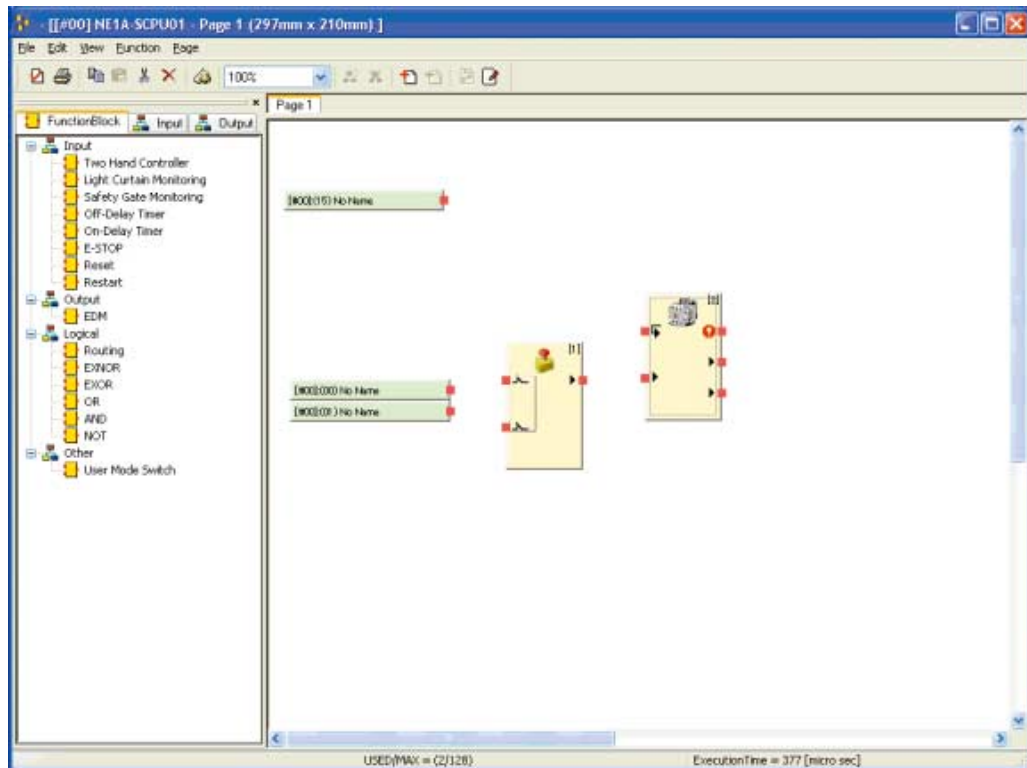 [[#00] NE1A-SCPU01 - Page 1 (297mm x 210mm) ]
File Edit View Function Page
100%
Page 1
FunctionBlock Input Output
Input
Two Hand Controller
Light Curtain Monitoring
Safety Gate Monitoring
Off-Delay Timer
On-Delay Timer
E-STOP
Reset
Restart
Output
EDM
Logical
Routing
EXNOR
EXOR
OR
AND
NOT
Other
User Mode Switch
[#00]:(15) No Name
[#00]:(00) No Name
[#00]:(01) No Name
[1]
USED/MAX = (2/128)
ExecutionTime = 377 [micro sec]